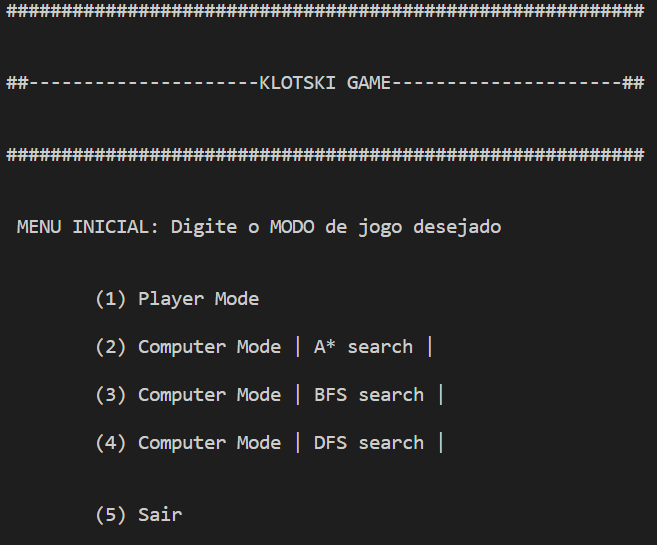 ##########################################################
##---------------------KLOTSKI GAME---------------------##
##########################################################
MENU INICIAL: Digite o MODO de jogo desejado
(1) Player Mode
(2) Computer Mode | A* search |
(3) Computer Mode | BFS search |
(4) Computer Mode | DFS search |
(5) Sair